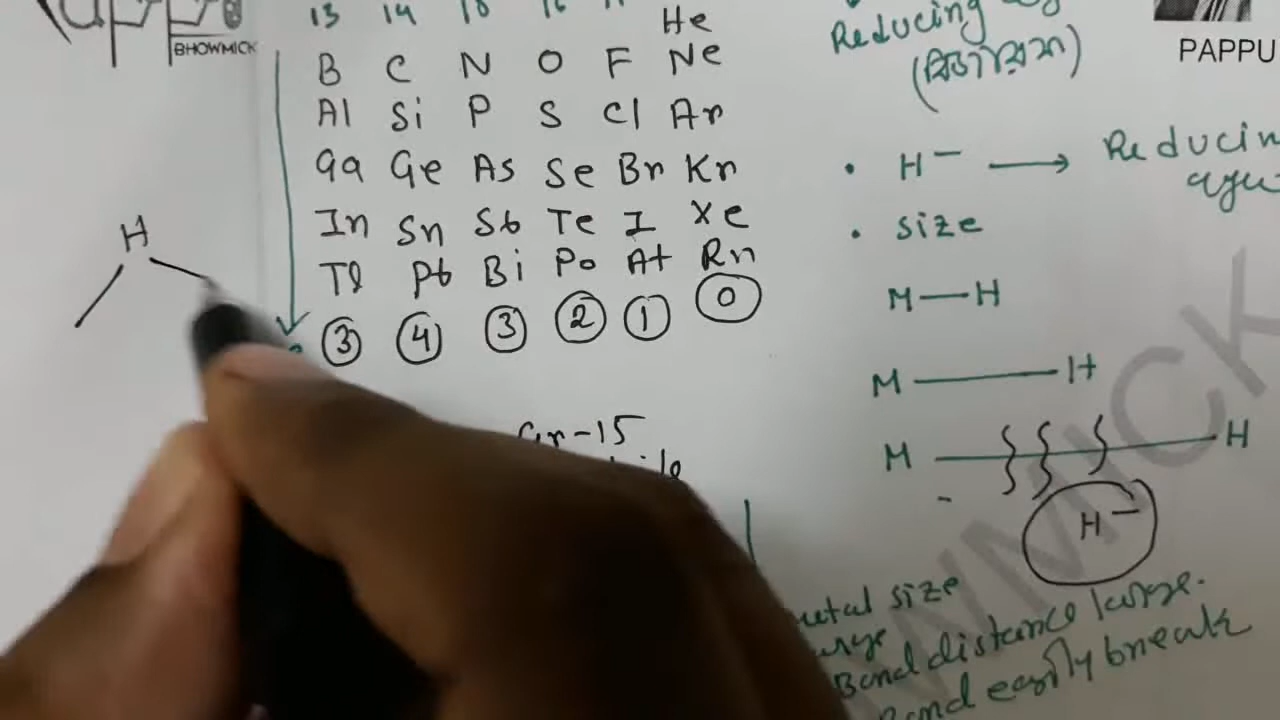 BHOWMICK
13 14
He
B C N O F Ne
Al Si P S Cl Ar
Ga Ge As Se Br Kr
In Sn Sb Te I Xe
Tl Pb Bi Po At Rn
3 4 3 2 1 0
H
Gr-15
Reducing
(বিজারক)
PAPPU
• H⁻ → Reducin
• size
M—H
M—H
M—H
H⁻
metal size
Bond distance large.
Bond easily break